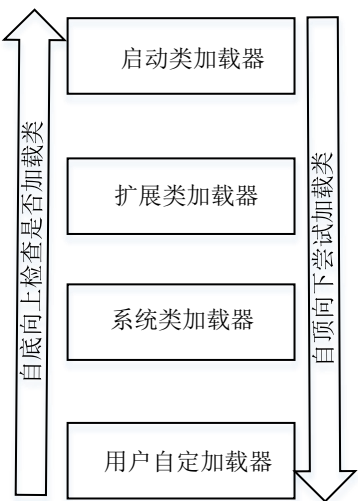 启动类加载器
扩展类加载器
系统类加载器
用户自定加载器
自底向上检查是否加载类
自顶向下尝试加载类